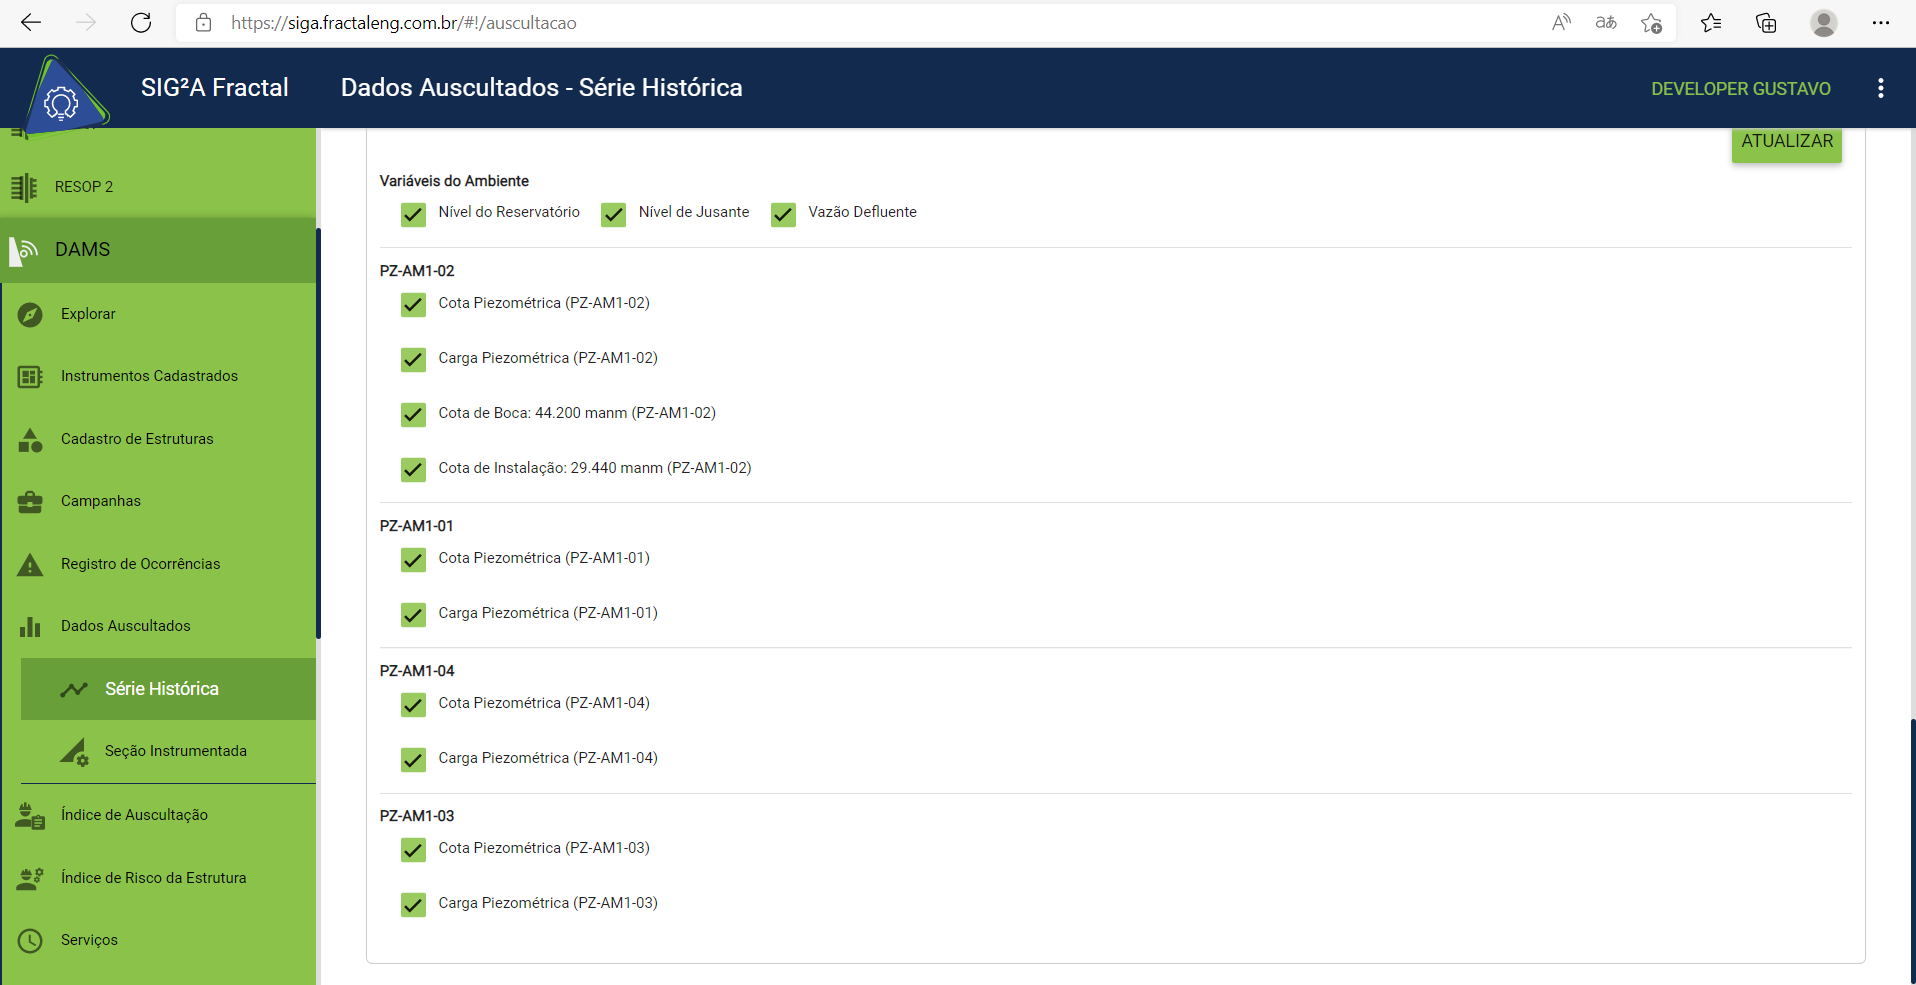 https://siga.fractaleng.com.br/#!/auscultacao
SIG²A Fractal
Dados Auscultados - Série Histórica
DEVELOPER GUSTAVO
RESOP 2
DAMS
Explorar
Instrumentos Cadastrados
Cadastro de Estruturas
Campanhas
Registro de Ocorrências
Dados Auscultados
Série Histórica
Seção Instrumentada
Índice de Auscultação
Índice de Risco da Estrutura
Serviços
ATUALIZAR
Variáveis do Ambiente
Nível do Reservatório Nível de Jusante Vazão Defluente
PZ-AM1-02
Cota Piezométrica (PZ-AM1-02)
Carga Piezométrica (PZ-AM1-02)
Cota de Boca: 44.200 manm (PZ-AM1-02)
Cota de Instalação: 29.440 manm (PZ-AM1-02)
PZ-AM1-01
Cota Piezométrica (PZ-AM1-01)
Carga Piezométrica (PZ-AM1-01)
PZ-AM1-04
Cota Piezométrica (PZ-AM1-04)
Carga Piezométrica (PZ-AM1-04)
PZ-AM1-03
Cota Piezométrica (PZ-AM1-03)
Carga Piezométrica (PZ-AM1-03)